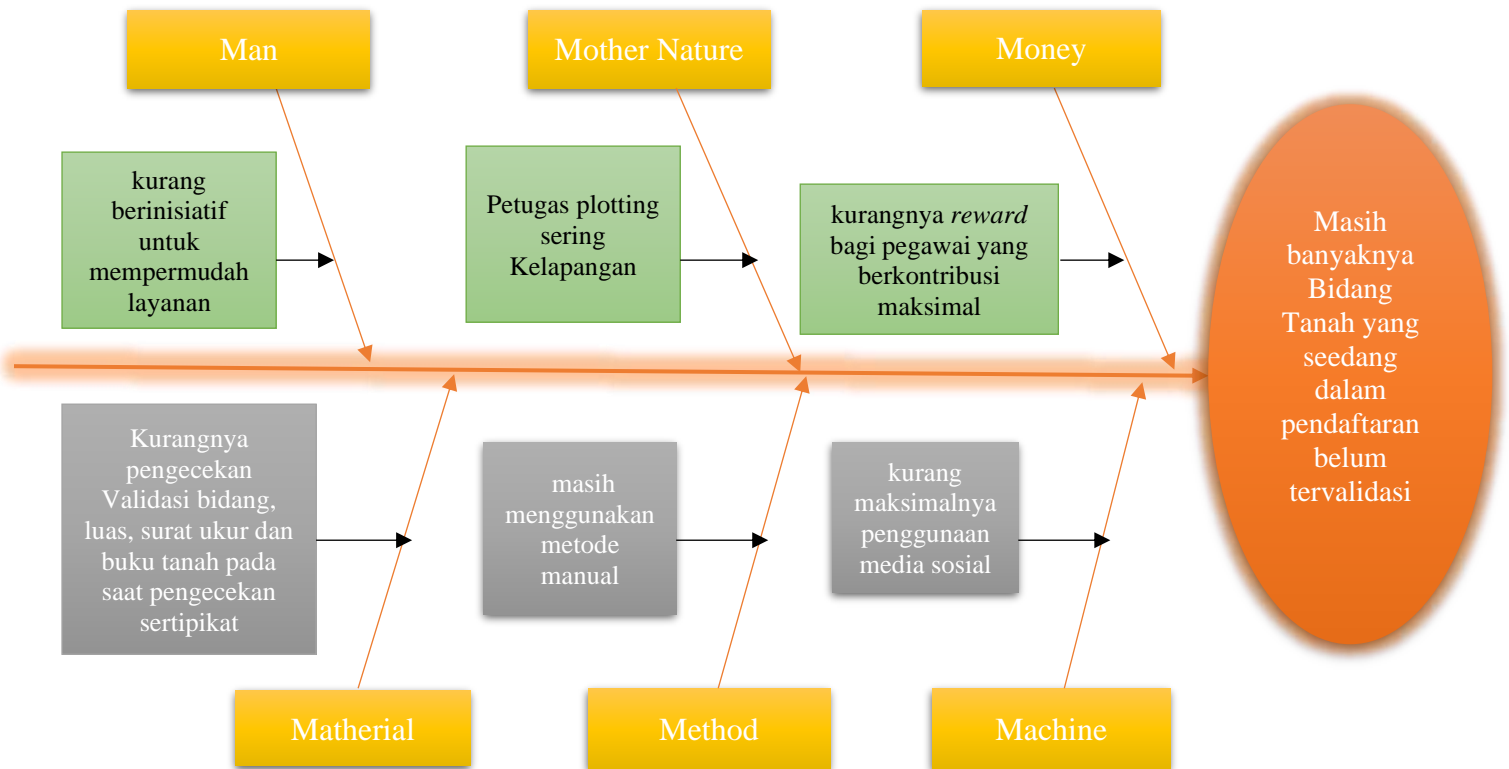 Man
Mother Nature
Money
kurang
berinisiatif
untuk
mempermudah
layanan
Petugas plotting
sering
Kelapangan
kurangnya reward
bagi pegawai yang
berkontribusi
maksimal
Masih
banyaknya
Bidang
Tanah yang
seedang
dalam
pendaftaran
belum
tervalidasi
Kurangnya
pengecekan
Validasi bidang,
luas, surat ukur dan
buku tanah pada
saat pengecekan
sertipikat
masih
menggunakan
metode
manual
kurang
maksimalnya
penggunaan
media sosial
Matherial
Method
Machine